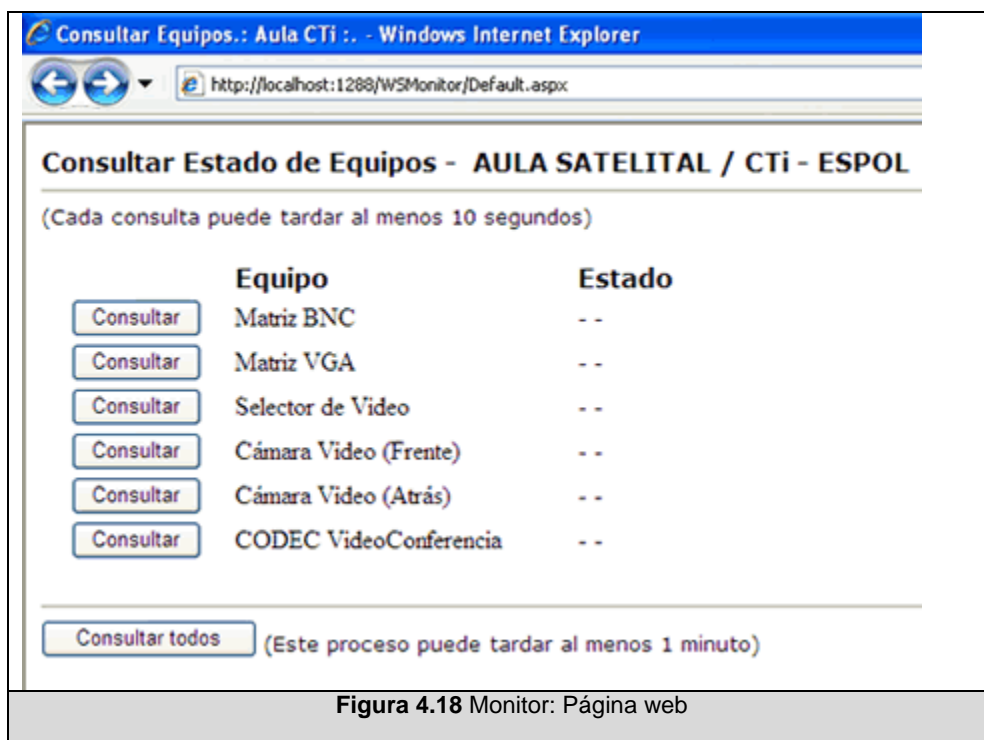 Consultar Equipos.: Aula CTi :. - Windows Internet Explorer
http://localhost:1288/WSMonitor/Default.aspx
Consultar Estado de Equipos - AULA SATELITAL / CTi - ESPOL
(Cada consulta puede tardar al menos 10 segundos)
Equipo Estado
Consultar Matriz BNC - -
Consultar Matriz VGA - -
Consultar Selector de Video - -
Consultar Cámara Video (Frente) - -
Consultar Cámara Video (Atrás) - -
Consultar CODEC VideoConferencia - -
Consultar todos (Este proceso puede tardar al menos 1 minuto)
Figura 4.18 Monitor: Página web